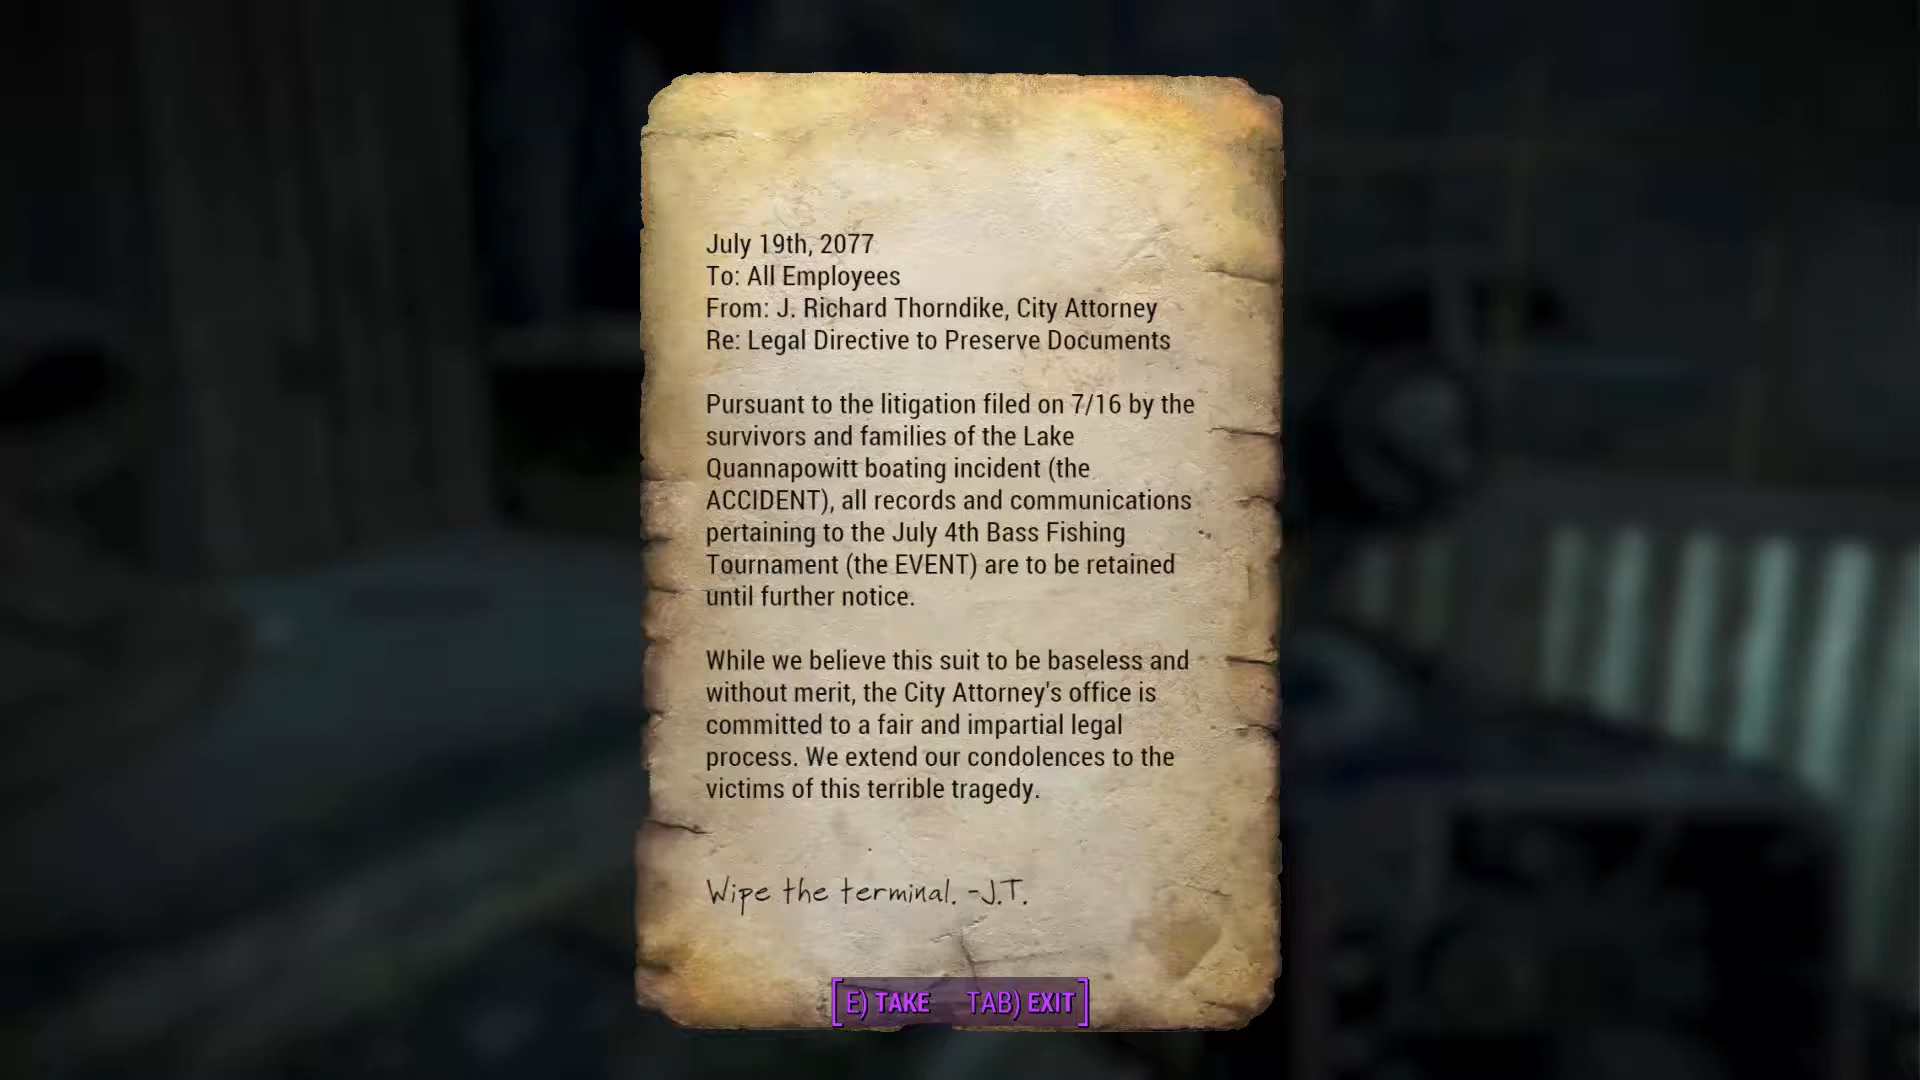 July 19th, 2077
To: All Employees
From: J. Richard Thorndike, City Attorney
Re: Legal Directive to Preserve Documents
Pursuant to the litigation filed on 7/16 by the
survivors and families of the Lake
Quannapowitt boating incident (the
ACCIDENT), all records and communications
pertaining to the July 4th Bass Fishing
Tournament (the EVENT) are to be retained
until further notice.
While we believe this suit to be baseless and
without merit, the City Attorney's office is
committed to a fair and impartial legal
process. We extend our condolences to the
victims of this terrible tragedy.
Wipe the terminal. -J.T.
E) TAKE TAB) EXIT